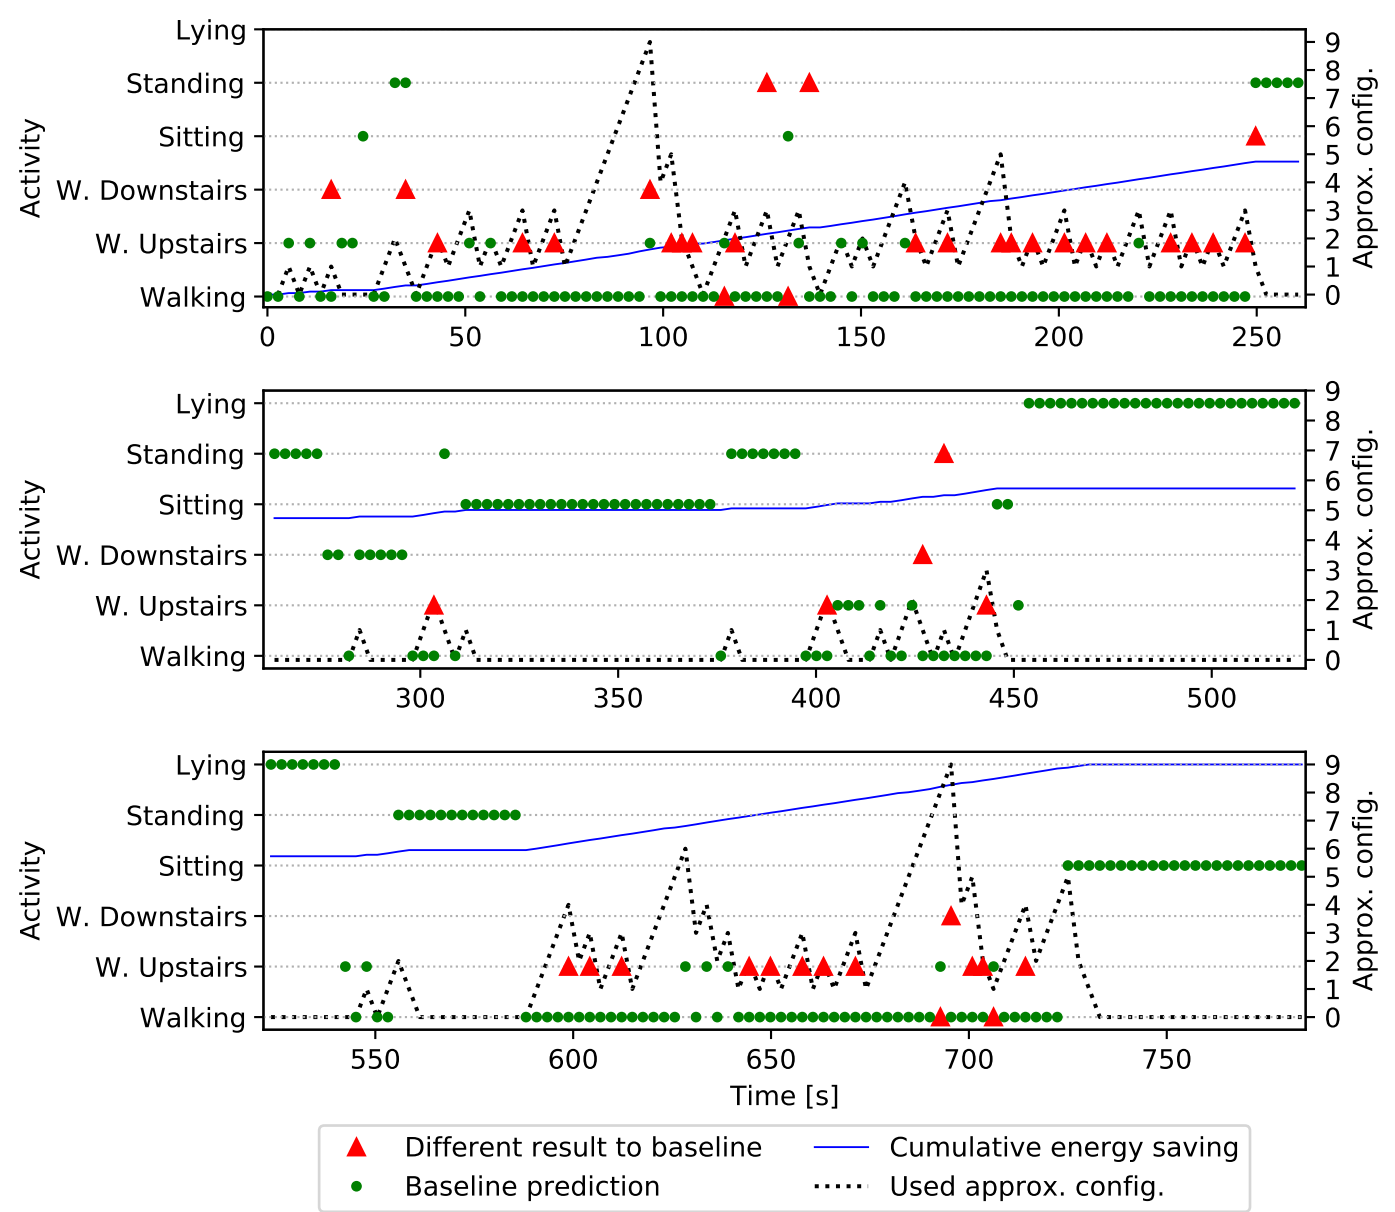 Lying
Standing
Sitting
W. Downstairs
W. Upstairs
Walking
Activity
9
8
7
6
5
4
3
2
1
0
Approx. config.
0 50 100 150 200 250
Lying
Standing
Sitting
W. Downstairs
W. Upstairs
Walking
Activity
9
8
7
6
5
4
3
2
1
0
Approx. config.
300 350 400 450 500
Lying
Standing
Sitting
W. Downstairs
W. Upstairs
Walking
Activity
9
8
7
6
5
4
3
2
1
0
Approx. config.
550 600 650 700 750
Time [s]
Different result to baseline
Baseline prediction
Cumulative energy saving
Used approx. config.